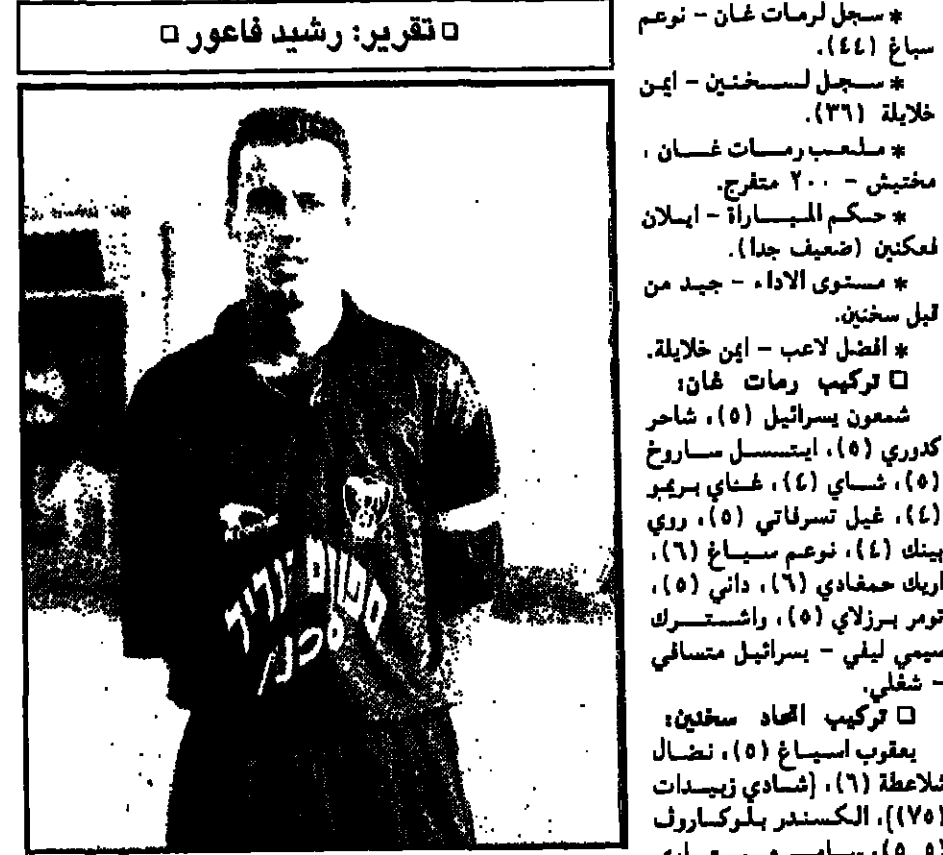 □ تقرير: رشيد فاعور □
* سجل لرمات غان – نوعم
سباغ (٤٤).
* سجل لسخنين – ايمن
خلايلة (٣٦).
* ملعب رمات غان ،
مختيش – ٢٠٠ متفرج.
* حكم المباراة – ايلان
فعكنين (ضعيف جدا).
* مستوى الاداء – جيد من
قبل سخنين.
* افضل لاعب – ايمن خلايلة.
□ تركيب رمات غان:
شمعون يسرائيل (٥)، شاحر
كدوري (٥)، ايتسل ساروخ
(٥)، شاي (٤)، غاي بريمبو
(٤)، غيل تسرفاتي (٥)، روي
بينك (٤)، نوعم سباغ (٦)،
اريك حمغادي (٦)، داني (٥)،
تومر برزلاي (٥)، واشترك
سيمي ليفي – يسرائيل متسافي
– شغلي.
□ تركيب اتحاد سخنين:
يعقوب اسباغ (٥)، نضال
شلاعطة (٦)، [شادي زبيدات
(٧٥)]، الكسندر بلوكاروف